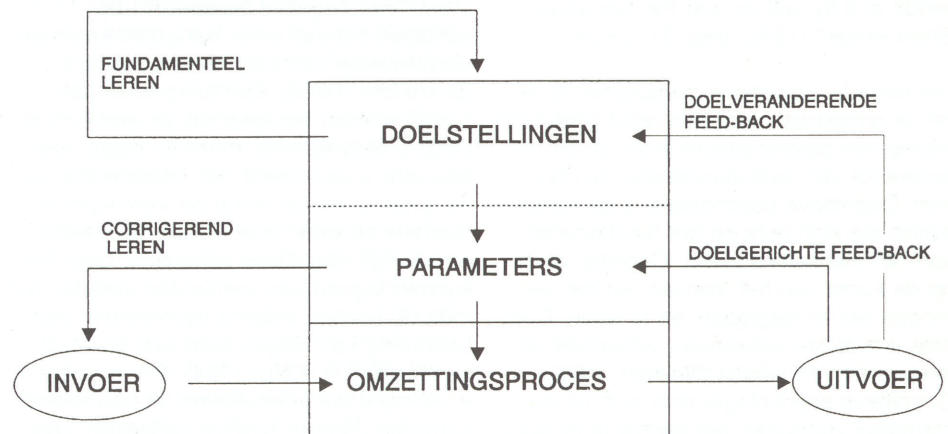 FUNDAMENTEEL
LEREN
DOELSTELLINGEN
DOELVERANDERENDE
FEED-BACK
CORRIGEREND
LEREN
PARAMETERS
DOELGERICHTE FEED-BACK
INVOER
OMZETTINGSPROCES
UITVOER